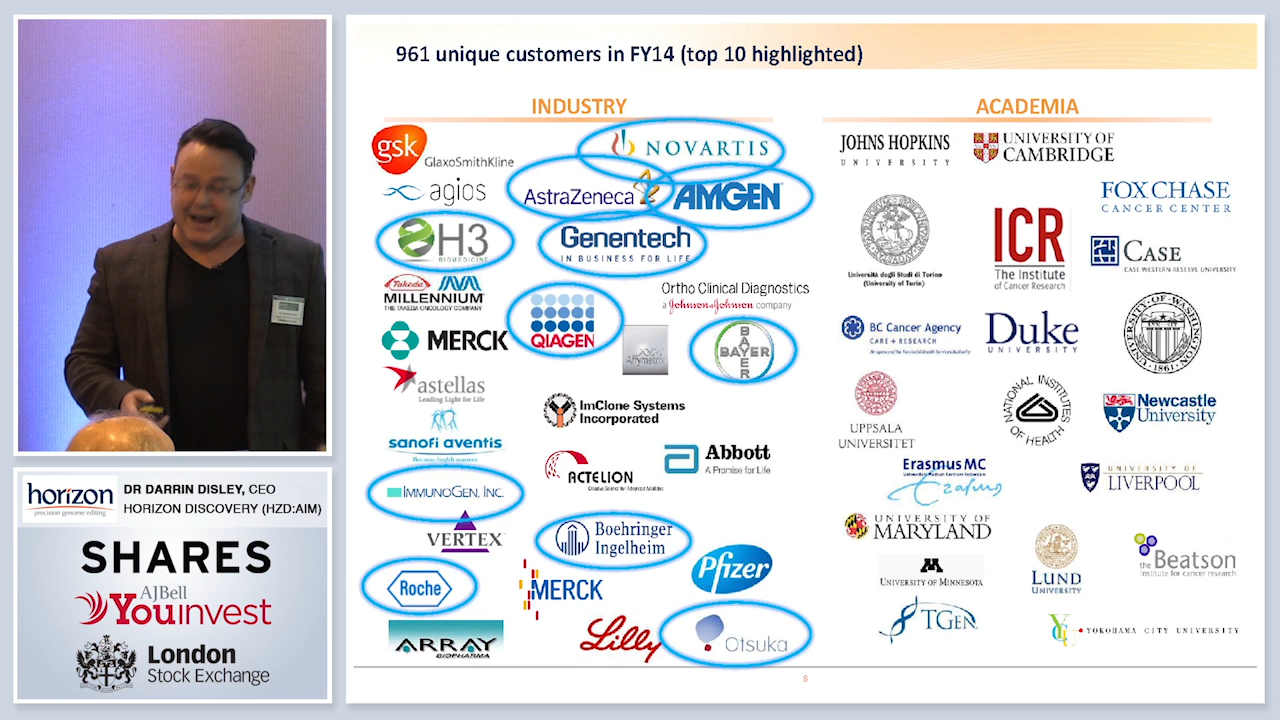 961 unique customers in FY14 (top 10 highlighted)
INDUSTRY
gsk
GlaxoSmithKline
NOVARTIS
agios
AstraZeneca
AMGEN
H3
BIOMEDICINE
Genentech
IN BUSINESS FOR LIFE
Takeda
MILLENNIUM
THE TAKEDA ONCOLOGY COMPANY
QIAGEN
Ortho Clinical Diagnostics
a Johnson & Johnson company
MERCK
Affymetrix
BAYER
BAYER
astellas
Leading Light for Life
ImClone Systems
Incorporated
sanofi aventis
Because health matters
ACTELION
Abbott
A Promise for Life
IMMUNOGEN, INC.
VERTEX
Boehringer
Ingelheim
Roche
MERCK
Pfizer
ARRAY
BIOPHARMA
Lilly
Otsuka
ACADEMIA
JOHNS HOPKINS
UNIVERSITY
UNIVERSITY OF
CAMBRIDGE
FOX CHASE
CANCER CENTER
Università degli Studi di Torino
(University of Turin)
ICR
The Institute
of Cancer Research
CASE
CASE WESTERN RESERVE UNIVERSITY
BC Cancer Agency
CARE + RESEARCH
Duke
UNIVERSITY
UNIVERSITY OF WASHINGTON
1861
UPPSALA
UNIVERSITET
NATIONAL INSTITUTES
OF HEALTH
Newcastle
University
Erasmus MC
Erasmus
UNIVERSITY OF
LIVERPOOL
UNIVERSITY OF
MARYLAND
M
UNIVERSITY OF MINNESOTA
LUND
UNIVERSITY
the Beatson
institute for cancer research
TGEN
YOKOHAMA CITY UNIVERSITY
8
horizon
precision genome editing
DR DARRIN DISLEY, CEO
HORIZON DISCOVERY (HZD:AIM)
SHARES
AJBell
Youinvest
London
Stock Exchange